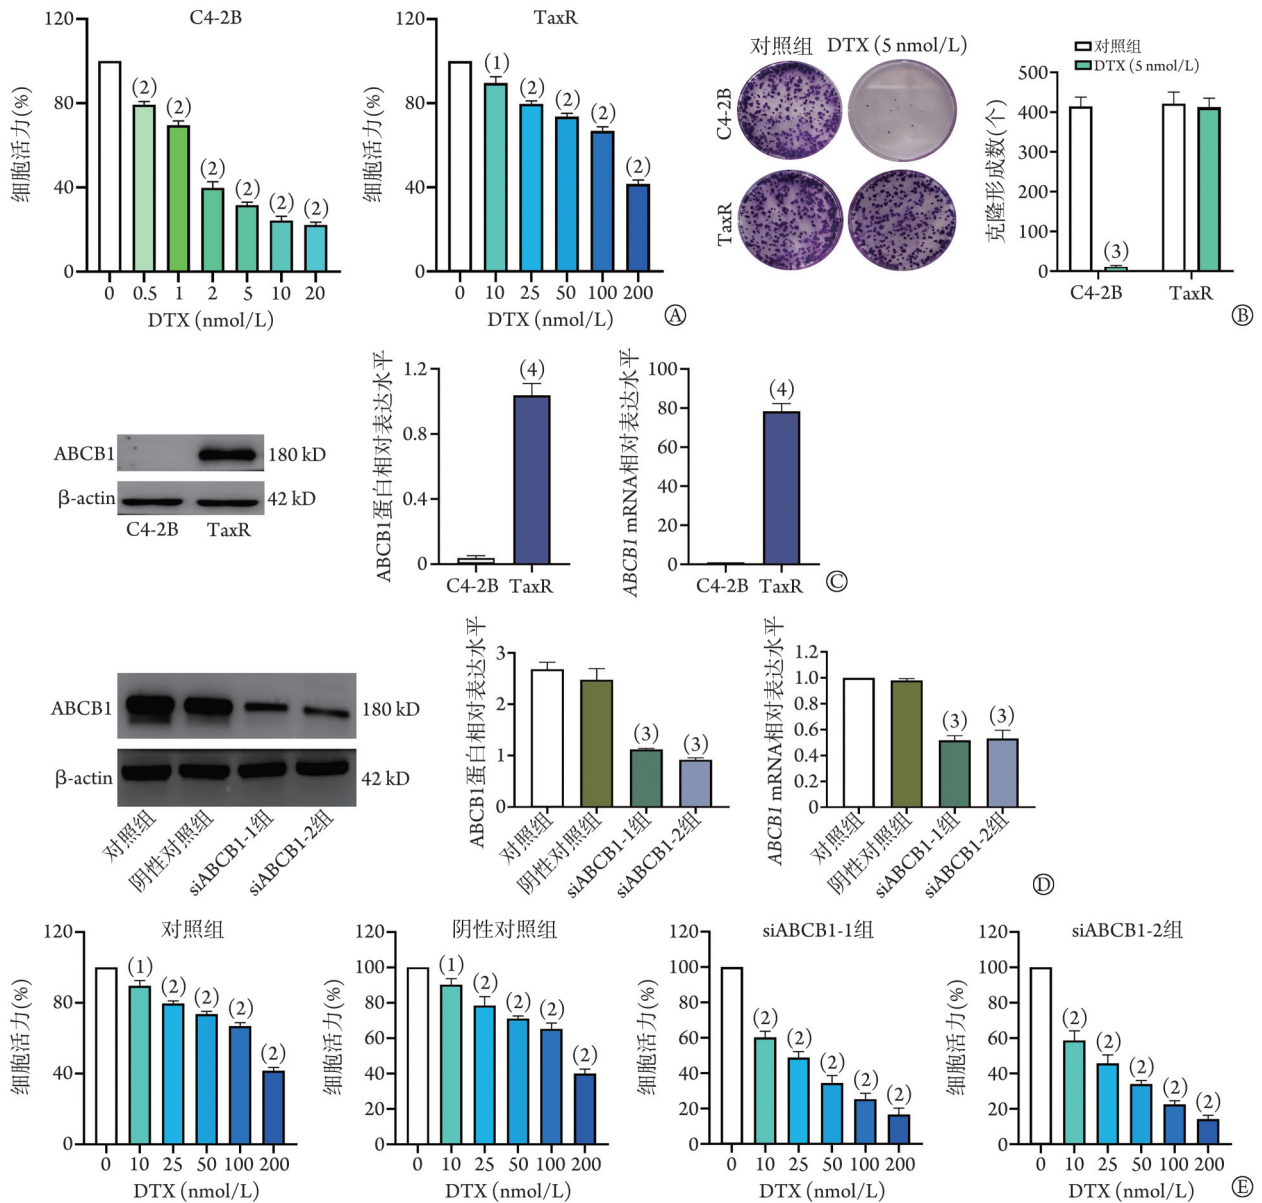 C4-2B
细胞活力(%)
120
80
40
0
(2)
(2)
(2)
(2)
(2)
(2)
0 0.5 1 2 5 10 20
DTX (nmol/L)
TaxR
细胞活力(%)
120
80
40
0
(1)
(2)
(2)
(2)
(2)
0 10 25 50 100 200
DTX (nmol/L)
Ⓐ
对照组 DTX (5 nmol/L)
C4-2B
TaxR
对照组
DTX (5 nmol/L)
克隆形成数(个)
500
400
300
200
100
0
(3)
C4-2B TaxR
Ⓑ
ABCB1 180 kD
β-actin 42 kD
C4-2B TaxR
ABCB1蛋白相对表达水平
1.2
0.8
0.4
0
(4)
C4-2B TaxR
ABCB1 mRNA相对表达水平
100
80
60
40
20
0
(4)
C4-2B TaxR
Ⓒ
ABCB1 180 kD
β-actin 42 kD
对照组
阴性对照组
siABCB1-1组
siABCB1-2组
ABCB1蛋白相对表达水平
3
2
1
0
(3)
(3)
对照组
阴性对照组
siABCB1-1组
siABCB1-2组
ABCB1 mRNA相对表达水平
1.2
1.0
0.8
0.6
0.4
0.2
0
(3)
(3)
对照组
阴性对照组
siABCB1-1组
siABCB1-2组
Ⓓ
对照组
细胞活力(%)
120
80
40
0
(1)
(2)
(2)
(2)
(2)
0 10 25 50 100 200
DTX (nmol/L)
阴性对照组
细胞活力(%)
120
100
80
60
40
20
0
(1)
(2)
(2)
(2)
(2)
0 10 25 50 100 200
DTX (nmol/L)
siABCB1-1组
细胞活力(%)
120
100
80
60
40
20
0
(2)
(2)
(2)
(2)
(2)
0 10 25 50 100 200
DTX (nmol/L)
siABCB1-2组
细胞活力(%)
120
100
80
60
40
20
0
(2)
(2)
(2)
(2)
(2)
0 10 25 50 100 200
DTX (nmol/L)
Ⓔ